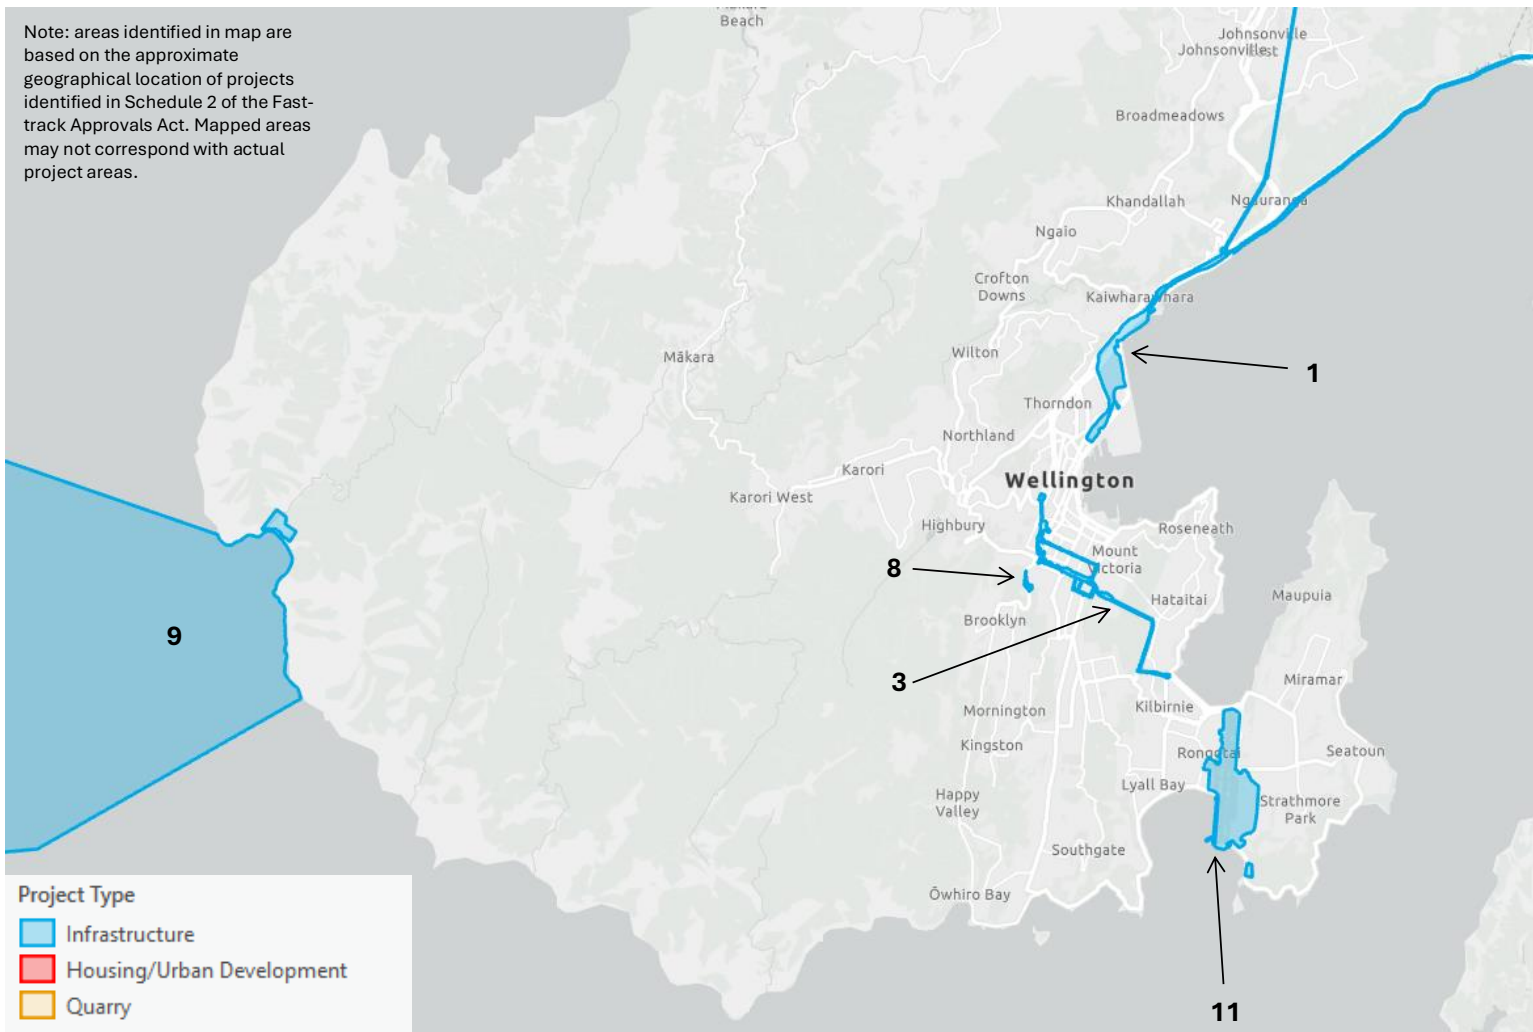 Note: areas identified in map are
based on the approximate
geographical location of projects
identified in Schedule 2 of the Fast-
track Approvals Act. Mapped areas
may not correspond with actual
project areas.
Beach
Johnsonville
Johnsonville
East
Broadmeadows
Khandallah
Ngauranga
Ngaio
Crofton
Downs
Kaiwharawhara
Wilton
Mākara
1
Thorndon
Northland
Karori
Wellington
Karori West
Highbury
Roseneath
8
Mount
Victoria
Hataitai
Maupuia
Brooklyn
9
3
Miramar
Mornington
Kilbirnie
Kingston
Rongotai
Seatoun
Lyall Bay
Happy
Valley
Strathmore
Park
Southgate
Ōwhiro Bay
11
Project Type
Infrastructure
Housing/Urban Development
Quarry